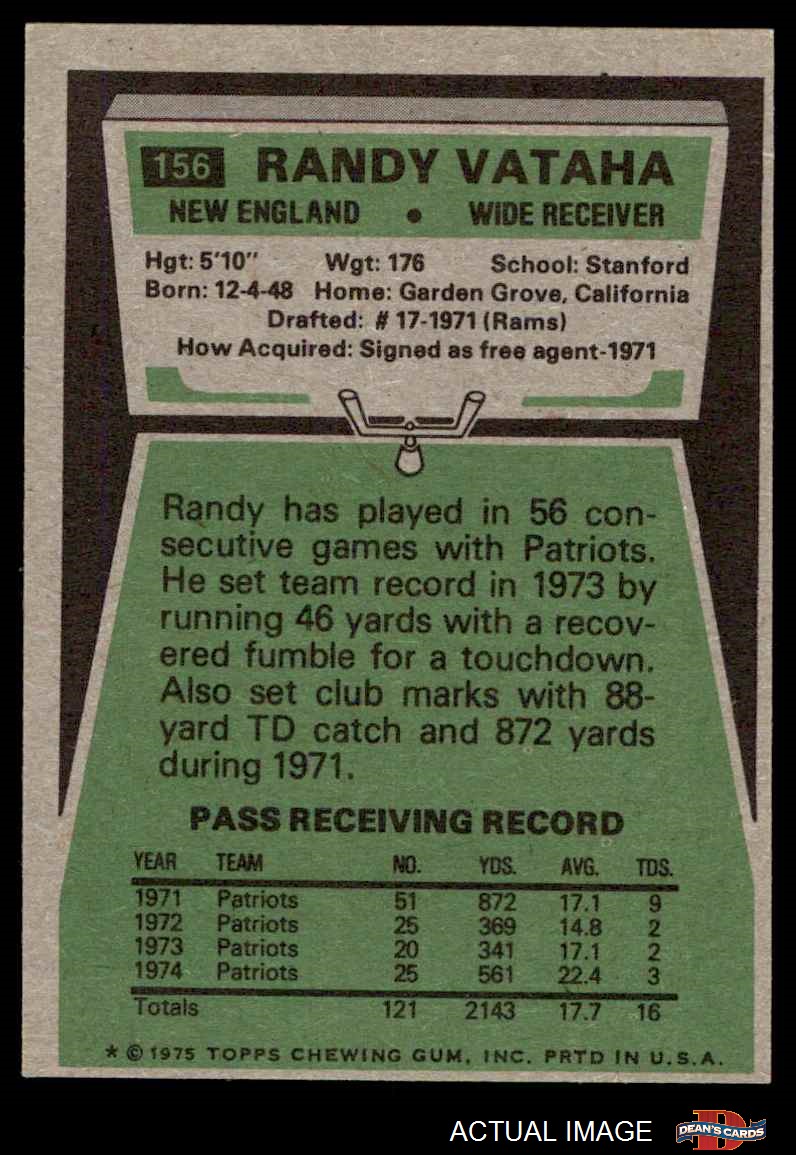 156 RANDY VATAHA
NEW ENGLAND • WIDE RECEIVER
Hgt: 5'10" Wgt: 176 School: Stanford
Born: 12-4-48 Home: Garden Grove, California
Drafted: # 17-1971 (Rams)
How Acquired: Signed as free agent-1971
Randy has played in 56 con-
secutive games with Patriots.
He set team record in 1973 by
running 46 yards with a recov-
ered fumble for a touchdown.
Also set club marks with 88-
yard TD catch and 872 yards
during 1971.
PASS RECEIVING RECORD
YEAR TEAM NO. YDS. AVG. TDS.
1971 Patriots 51 872 17.1 9
1972 Patriots 25 369 14.8 2
1973 Patriots 20 341 17.1 2
1974 Patriots 25 561 22.4 3
Totals 121 2143 17.7 16
* © 1975 TOPPS CHEWING GUM, INC. PRTD IN U.S.A.
ACTUAL IMAGE
D
DEAN'S CARDS